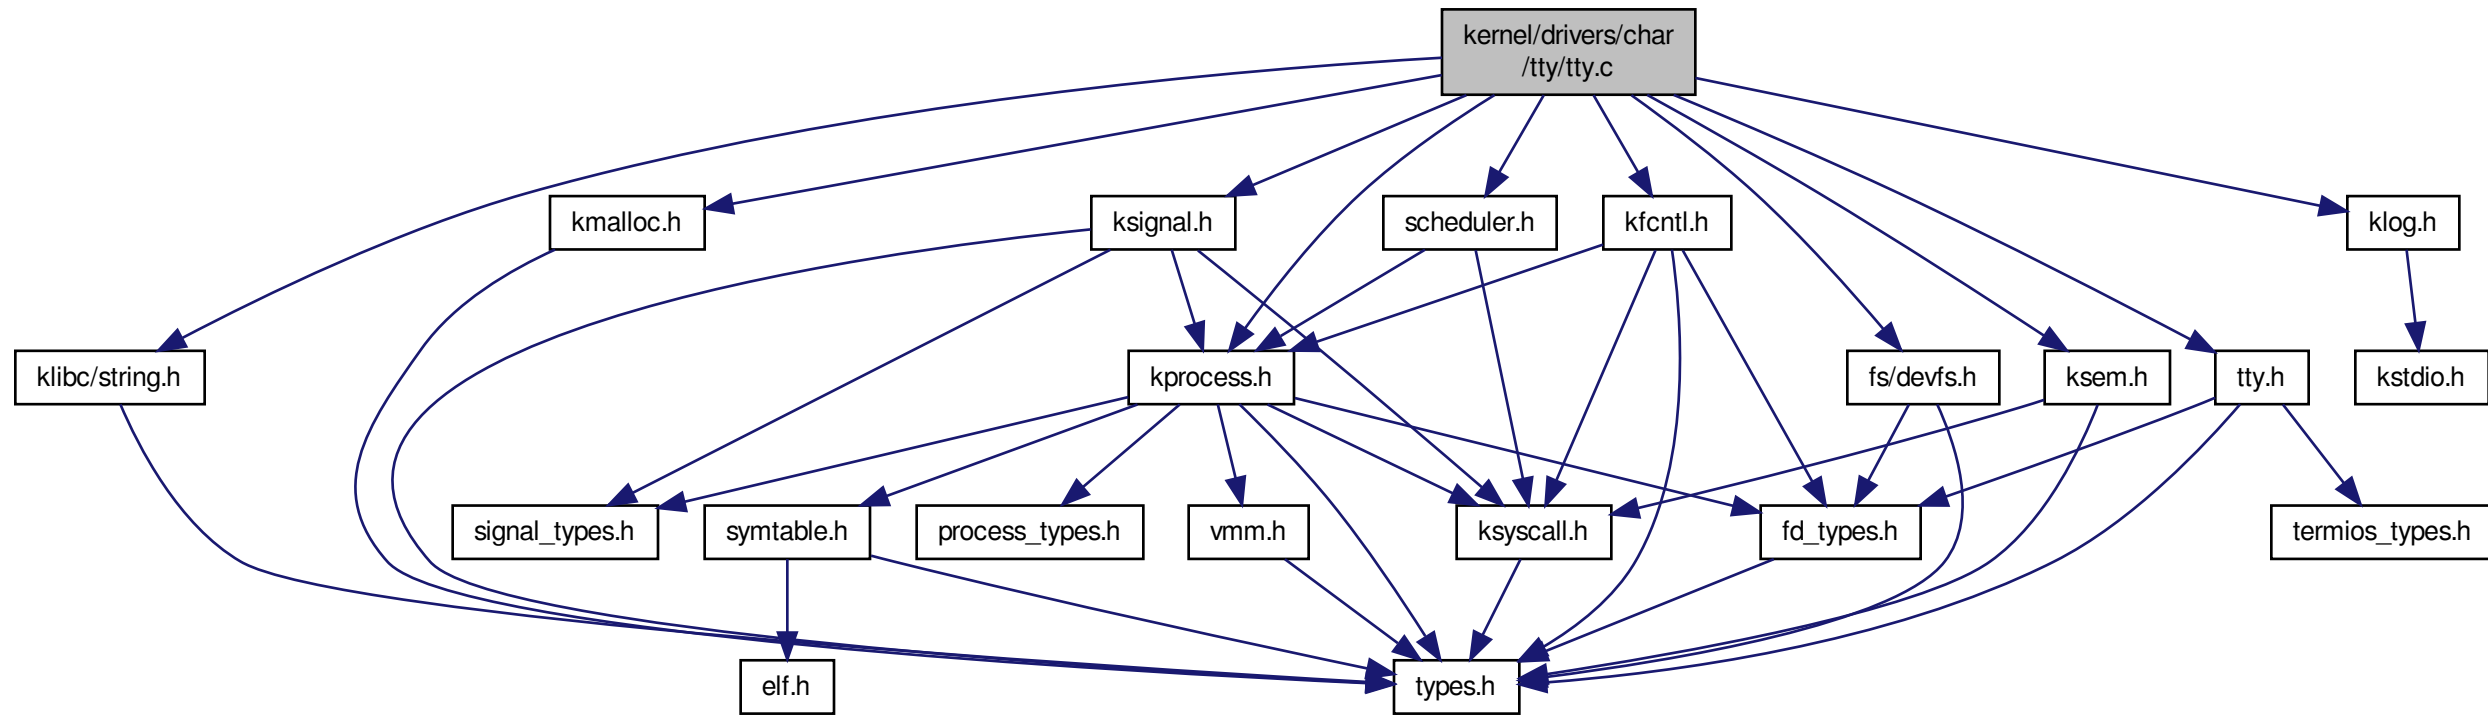 kernel/drivers/char
/tty/tty.c
kmalloc.h
ksignal.h
scheduler.h
kfcntl.h
klog.h
klibc/string.h
kprocess.h
fs/devfs.h
ksem.h
tty.h
kstdio.h
signal_types.h
symtable.h
process_types.h
vmm.h
ksyscall.h
fd_types.h
termios_types.h
elf.h
types.h